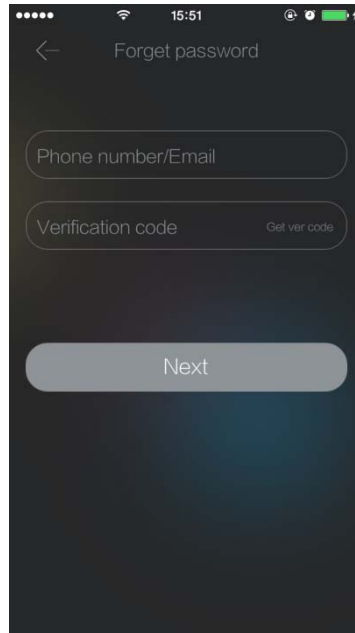 15:51
Forget password
Phone number/Email
Verification code Get ver code
Next